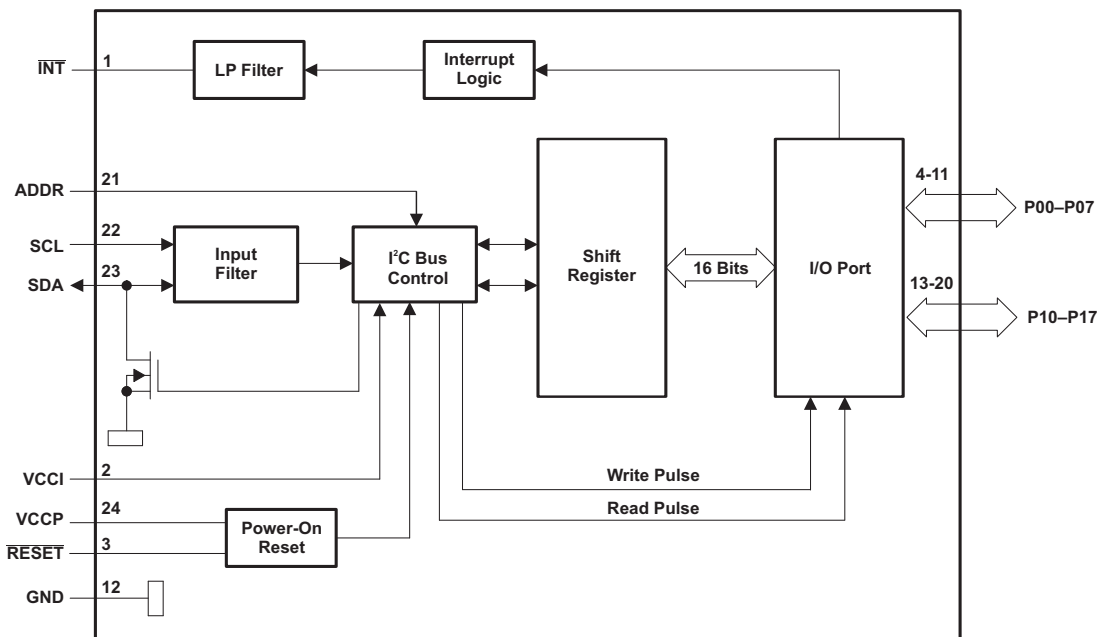 INT
1
LP Filter
Interrupt
Logic
ADDR
21
SCL
22
SDA
23
Input
Filter
I²C Bus
Control
Shift
Register
16 Bits
I/O Port
4-11
P00–P07
13-20
P10–P17
VCCI
2
Write Pulse
Read Pulse
VCCP
24
RESET
3
Power-On
Reset
GND
12